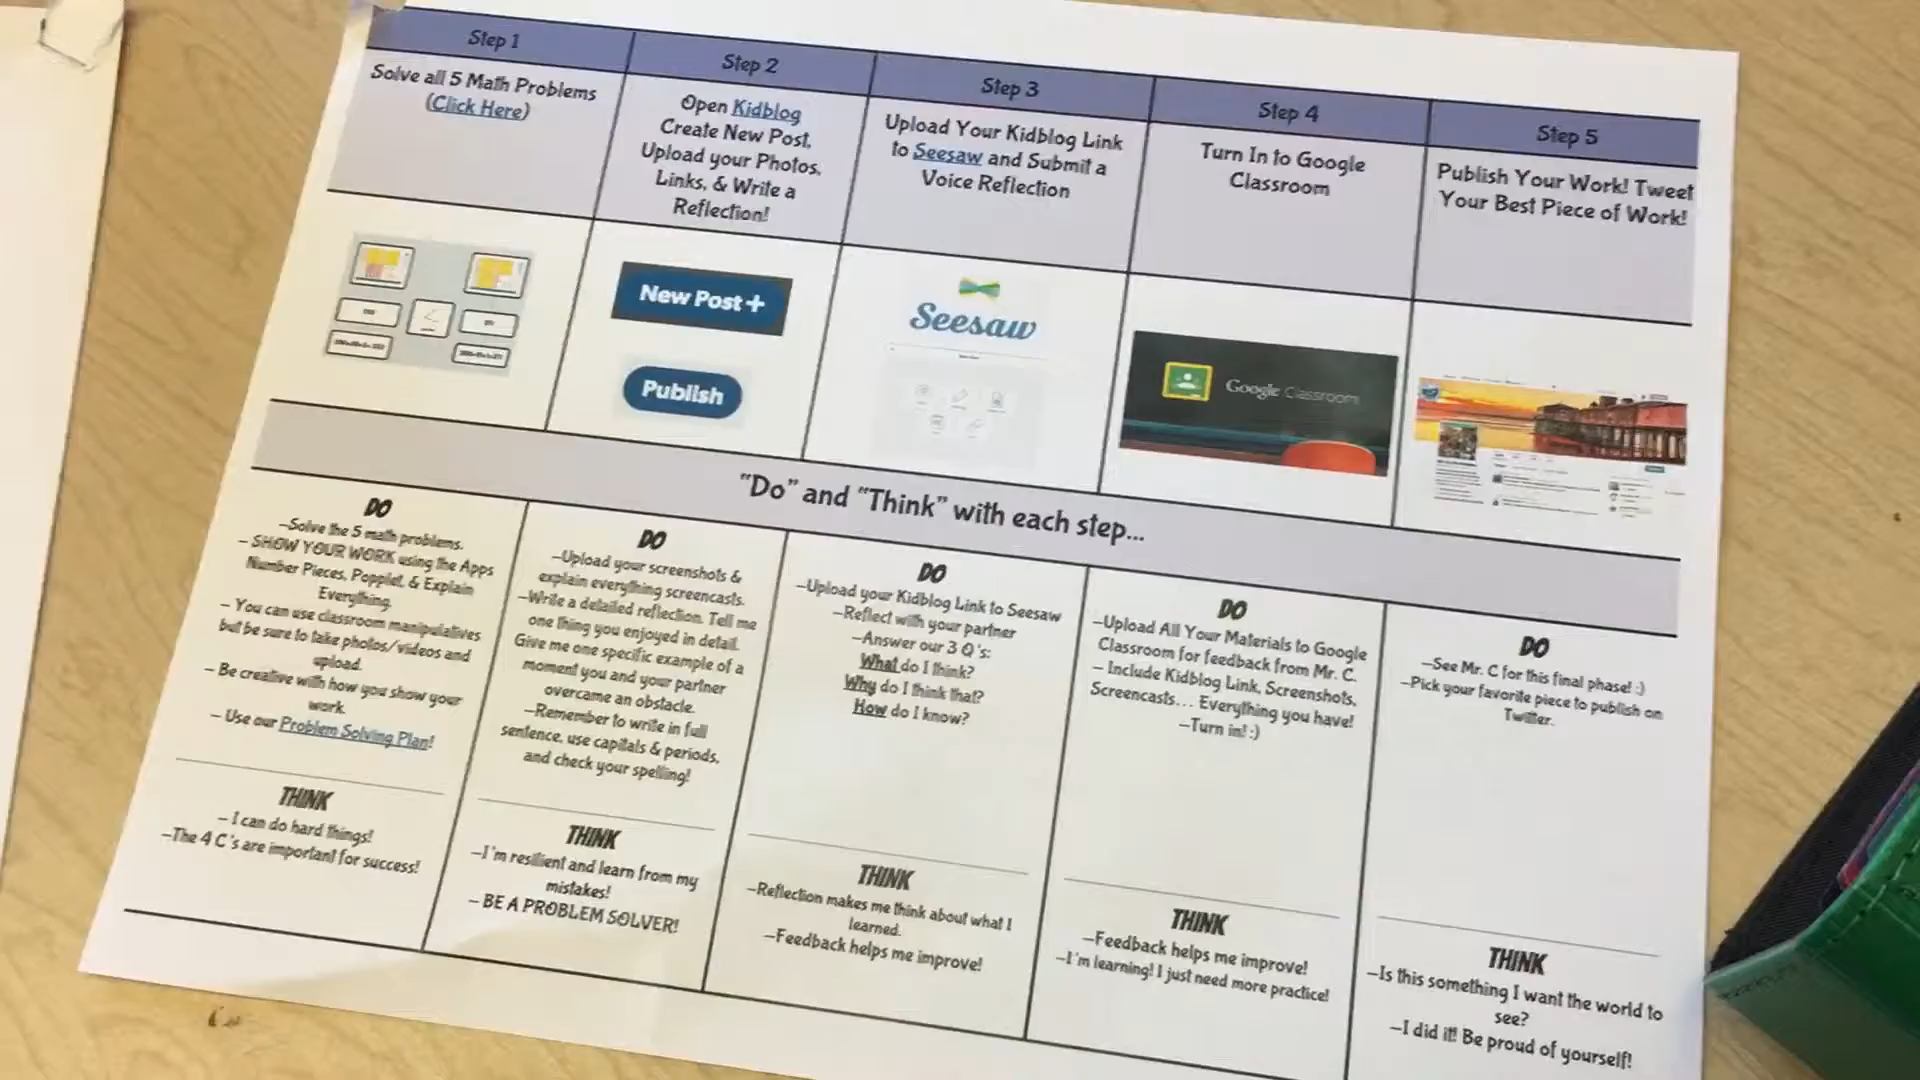 Step 1
Solve all 5 Math Problems
(Click Here)
Step 2
Open Kidblog
Create New Post,
Upload your Photos,
Links, & Write a
Reflection!
Step 3
Upload Your Kidblog Link
to Seesaw and Submit a
Voice Reflection
Step 4
Turn In to Google
Classroom
Step 5
Publish Your Work! Tweet
Your Best Piece of Work!
New Post +
Publish
Seesaw
Google Classroom
"Do" and "Think" with each step...
DO
-Solve the 5 math problems.
- SHOW YOUR WORK using the Apps
Number Pieces, Popplet, & Explain
Everything.
- You can use classroom manipulatives
but be sure to take photos/videos and
upload.
- Be creative with how you show your
work.
- Use our Problem Solving Plan!
THINK
- I can do hard things!
-The 4 C's are important for success!
DO
-Upload your screenshots &
explain everything screencasts.
-Write a detailed reflection. Tell me
one thing you enjoyed in detail.
Give me one specific example of a
moment you and your partner
overcame an obstacle.
-Remember to write in full
sentence, use capitals & periods,
and check your spelling!
THINK
-I'm resilient and learn from my
mistakes!
- BE A PROBLEM SOLVER!
DO
-Upload your Kidblog Link to Seesaw
-Reflect with your partner
-Answer our 3 Q's:
What do I think?
Why do I think that?
How do I know?
THINK
-Reflection makes me think about what I
learned.
-Feedback helps me improve!
DO
-Upload All Your Materials to Google
Classroom for feedback from Mr. C.
- Include Kidblog Link, Screenshots,
Screencasts... Everything you have!
-Turn in! :)
THINK
-Feedback helps me improve!
-I'm learning! I just need more practice!
DO
-See Mr. C for this final phase! :)
-Pick your favorite piece to publish on
Twitter.
THINK
-Is this something I want the world to
see?
-I did it! Be proud of yourself!